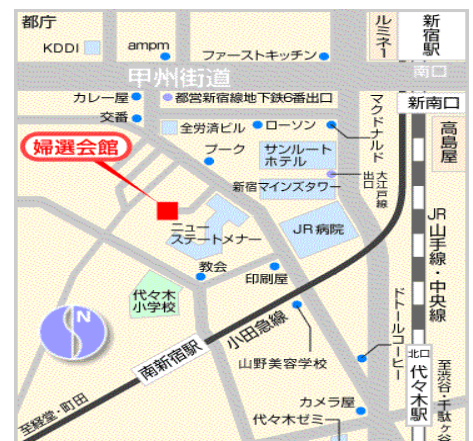 都庁
KDDI
ampm
ファーストキッチン
ルミネ1
新宿駅
南口
甲州街道
カレー屋
都営新宿線地下鉄6番出口
新南口
交番
全労済ビル
ローソン
マクドナルド
高島屋
婦選会館
プーク
サンルート
ホテル
新宿マインズタワー
大江戸線
出口
ニュー
ステートメナー
JR病院
JR山手線・中央線
教会
印刷屋
代々木
小学校
N
小田急線
ドトールコーヒー
南新宿駅
山野美容学校
北口
代々木駅
至渋谷・千駄ヶ谷
カメラ屋
代々木ゼミ
至経堂・町田